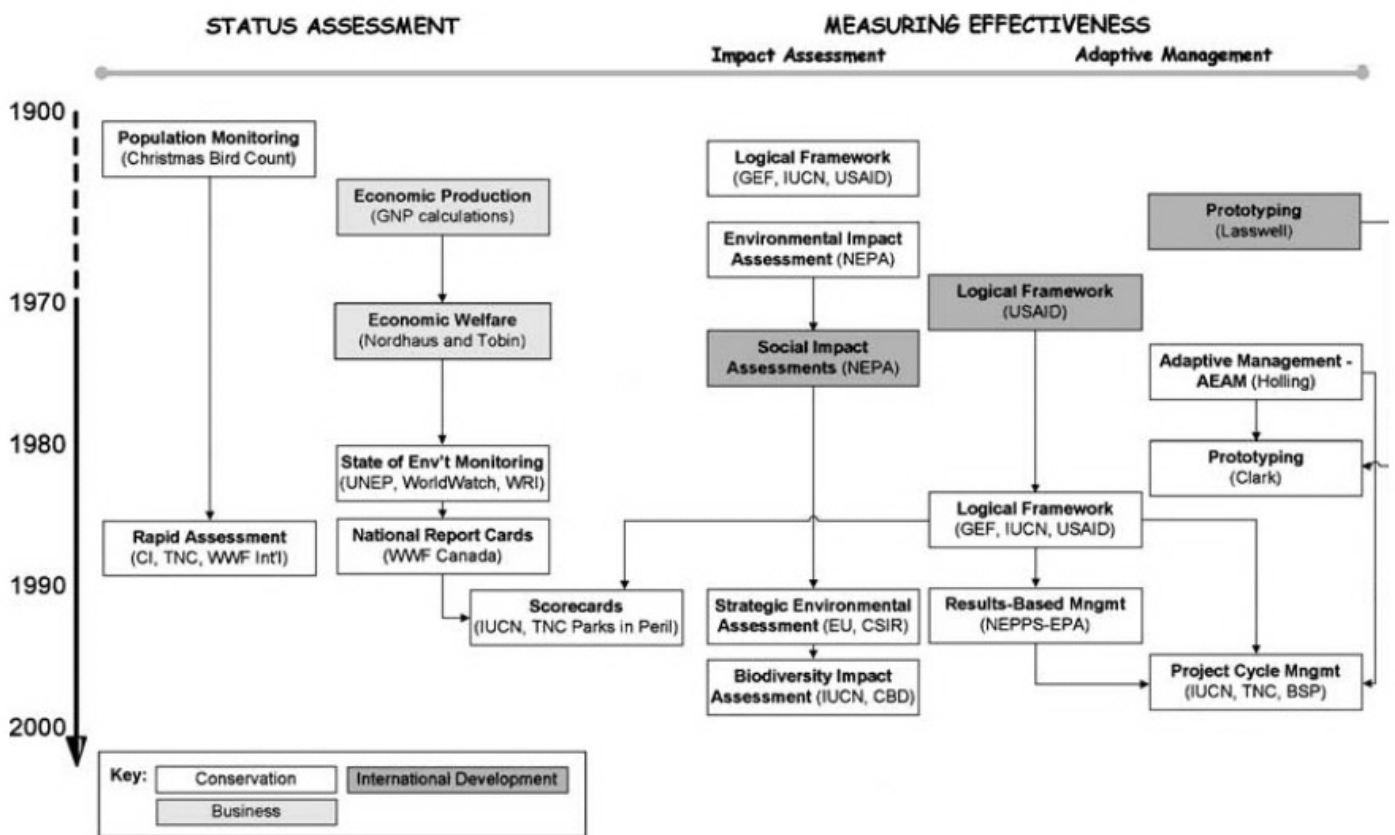 STATUS ASSESSMENT
MEASURING EFFECTIVENESS
Impact Assessment
Adaptive Management
1900
1970
1980
1990
2000
Population Monitoring
(Christmas Bird Count)
Rapid Assessment
(CI, TNC, WWF Int'l)
Economic Production
(GNP calculations)
Economic Welfare
(Nordhaus and Tobin)
State of Env't Monitoring
(UNEP, WorldWatch, WRI)
National Report Cards
(WWF Canada)
Scorecards
(IUCN, TNC Parks in Peril)
Logical Framework
(GEF, IUCN, USAID)
Environmental Impact
Assessment (NEPA)
Social Impact
Assessments (NEPA)
Strategic Environmental
Assessment (EU, CSIR)
Biodiversity Impact
Assessment (IUCN, CBD)
Logical Framework
(USAID)
Logical Framework
(GEF, IUCN, USAID)
Results-Based Mngmt
(NEPPS-EPA)
Prototyping
(Lasswell)
Adaptive Management -
AEAM (Holling)
Prototyping
(Clark)
Project Cycle Mngmt
(IUCN, TNC, BSP)
Key:
Conservation
International Development
Business